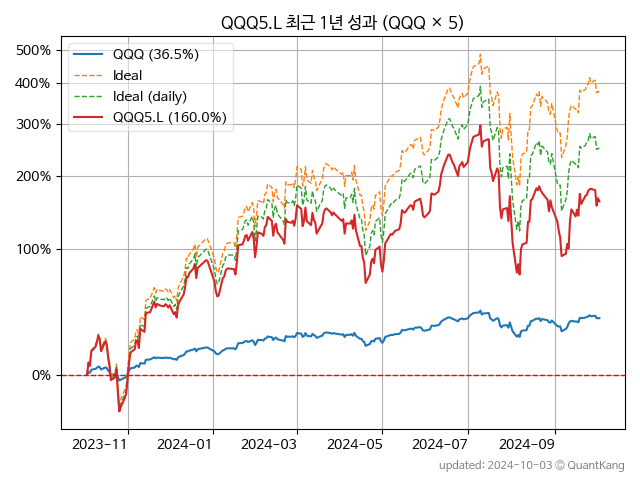 QQQ5.L 최근 1년 성과 (QQQ × 5)
500%
400%
300%
200%
100%
0%
QQQ (36.5%)
Ideal
Ideal (daily)
QQQ5.L (160.0%)
2023-11
2024-01
2024-03
2024-05
2024-07
2024-09
updated: 2024-10-03 © QuantKang